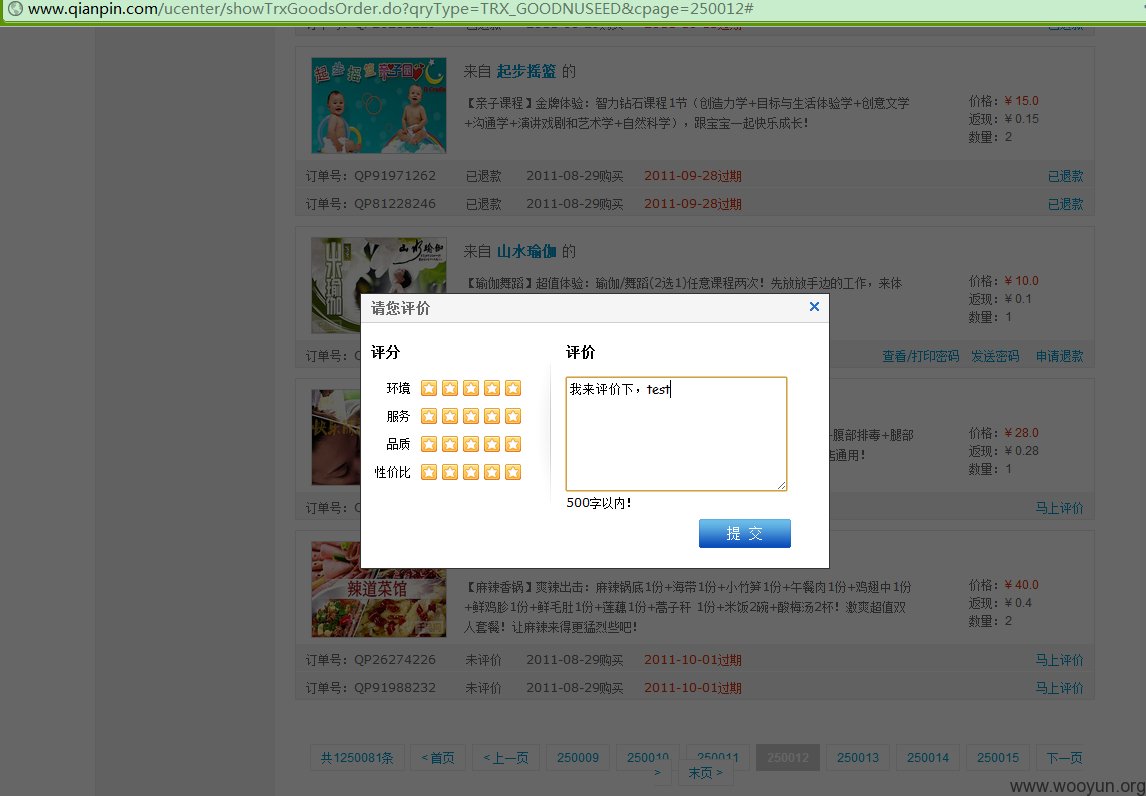 www.qianpin.com/ucenter/showTrxGoodsOrder.do?qryType=TRX_GOODNUSEED&cpage=250012#
起步摇篮亲子园
来自 起步摇篮 的
【亲子课程】金牌体验：智力钻石课程1节（创造力学+目标与生活体验学+创意文学
+沟通学+演讲戏剧和艺术学+自然科学），跟宝宝一起快乐成长！
价格：￥15.0
返现：￥0.15
数量：2
订单号：QP91971262 已退款 2011-08-29购买 2011-09-28过期 已退款
订单号：QP81228246 已退款 2011-08-29购买 2011-09-28过期 已退款
山水瑜伽
来自 山水瑜伽 的
【瑜伽舞蹈】超值体验：瑜伽/舞蹈(2选1)任意课程两次！先放放手边的工作，来体
价格：￥10.0
返现：￥0.1
数量：1
订单号：
查看/打印密码 发送密码 申请退款
请您评价 ×
评分
环境
服务
品质
性价比
评价
我来评价下，test
500字以内！
提 交
+腹部排毒+腿部
店通用！
价格：￥28.0
返现：￥0.28
数量：1
订单号：
马上评价
辣道菜馆
【麻辣香锅】爽辣出击：麻辣锅底1份+海带1份+小竹笋1份+午餐肉1份+鸡翅中1份
+鲜鸡胗1份+鲜毛肚1份+莲藕1份+蒿子秆 1份+米饭2碗+酸梅汤2杯！激爽超值双
人套餐！让麻辣来得更猛烈些吧！
价格：￥40.0
返现：￥0.4
数量：2
订单号：QP26274226 未评价 2011-08-29购买 2011-10-01过期 马上评价
订单号：QP91988232 未评价 2011-08-29购买 2011-10-01过期 马上评价
共1250081条 <首页 <上一页 250009 250010 250011 250012 250013 250014 250015 下一页
> 末页 >
www.wooyun.org